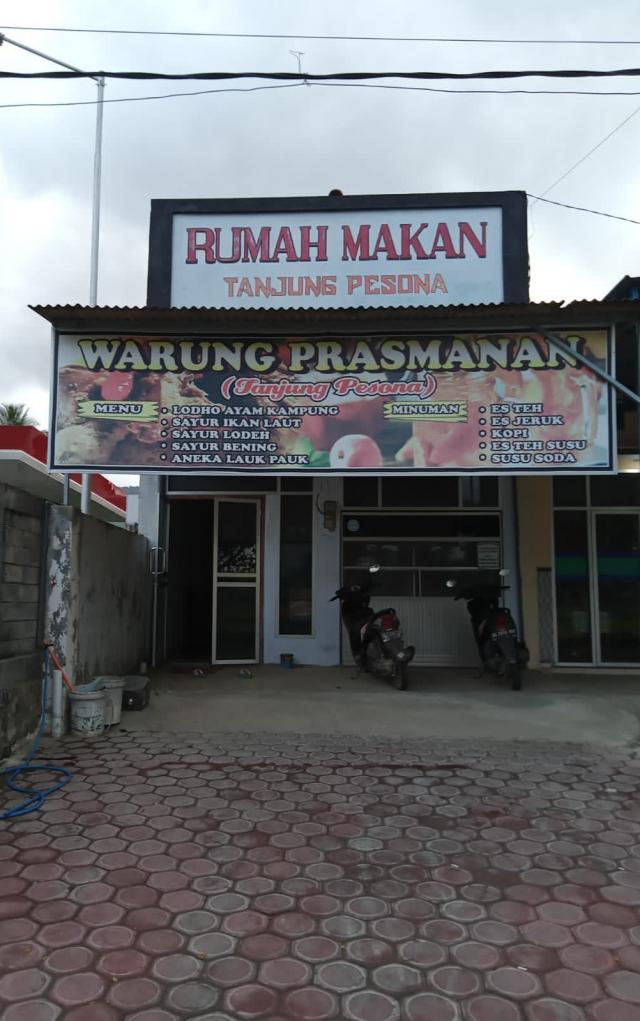 RUMAH MAKAN
TANJUNG PESONA
WARUNG PRASMANAN
(Tanjung Pesona)
MENU
• LODHO AYAM KAMPUNG
• SAYUR IKAN LAUT
• SAYUR LODEH
• SAYUR BENING
• ANEKA LAUK PAUK
MINUMAN
• ES TEH
• ES JERUK
• KOPI
• ES TEH SUSU
• SUSU SODA